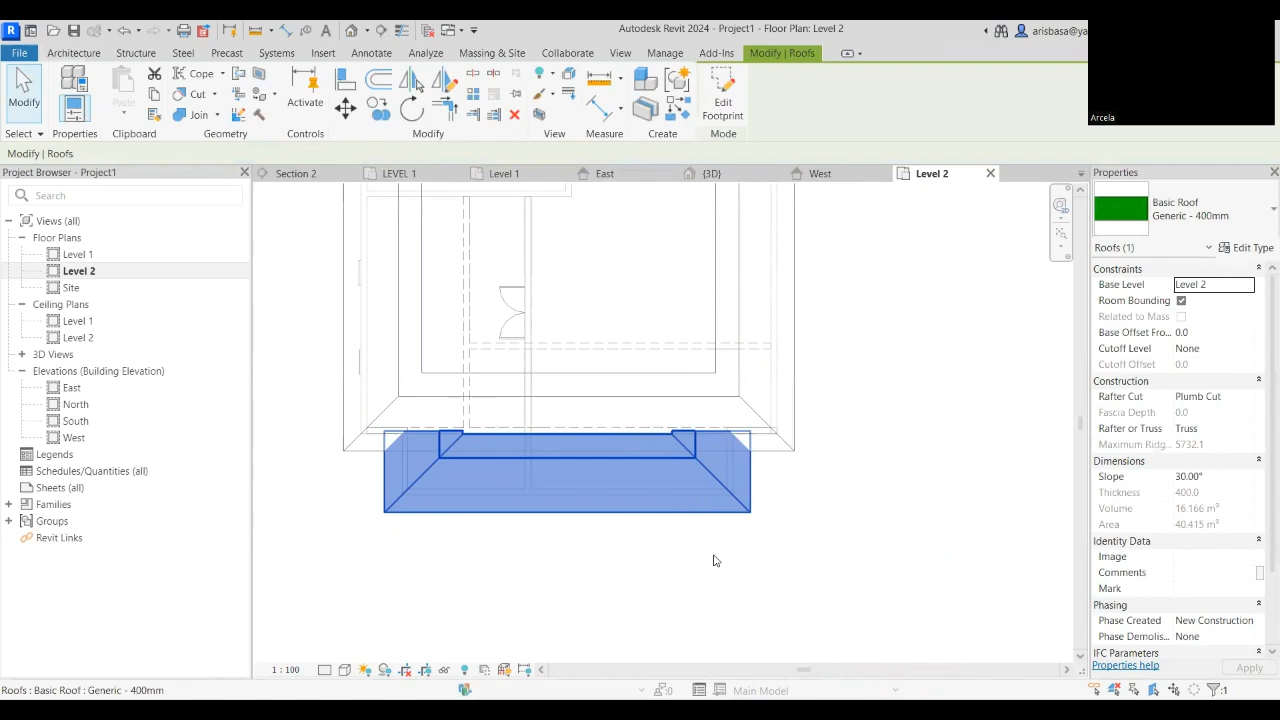 Autodesk Revit 2024 - Project1 - Floor Plan: Level 2
arisbasa@ya
File Architecture Structure Steel Precast Systems Insert Annotate Analyze Massing & Site Collaborate View Manage Add-Ins Modify | Roofs
Modify Paste Cope Cut Join Activate Edit Footprint
Select Properties Clipboard Geometry Controls Modify View Measure Create Mode
Arcela
Modify | Roofs
Project Browser - Project1
Search
Views (all)
Floor Plans
Level 1
Level 2
Site
Ceiling Plans
Level 1
Level 2
3D Views
Elevations (Building Elevation)
East
North
South
West
Legends
Schedules/Quantities (all)
Sheets (all)
Families
Groups
Revit Links
Section 2 LEVEL 1 Level 1 East {3D} West Level 2
1 : 100
Properties
Basic Roof
Generic - 400mm
Roofs (1) Edit Type
Constraints
Base Level Level 2
Room Bounding
Related to Mass
Base Offset Fro... 0.0
Cutoff Level None
Cutoff Offset 0.0
Construction
Rafter Cut Plumb Cut
Fascia Depth 0.0
Rafter or Truss Truss
Maximum Ridg... 5732.1
Dimensions
Slope 30.00°
Thickness 400.0
Volume 16.166 m³
Area 40.415 m²
Identity Data
Image
Comments
Mark
Phasing
Phase Created New Construction
Phase Demolis... None
IFC Parameters
Properties help Apply
Roofs : Basic Roof : Generic - 400mm :0 Main Model :1